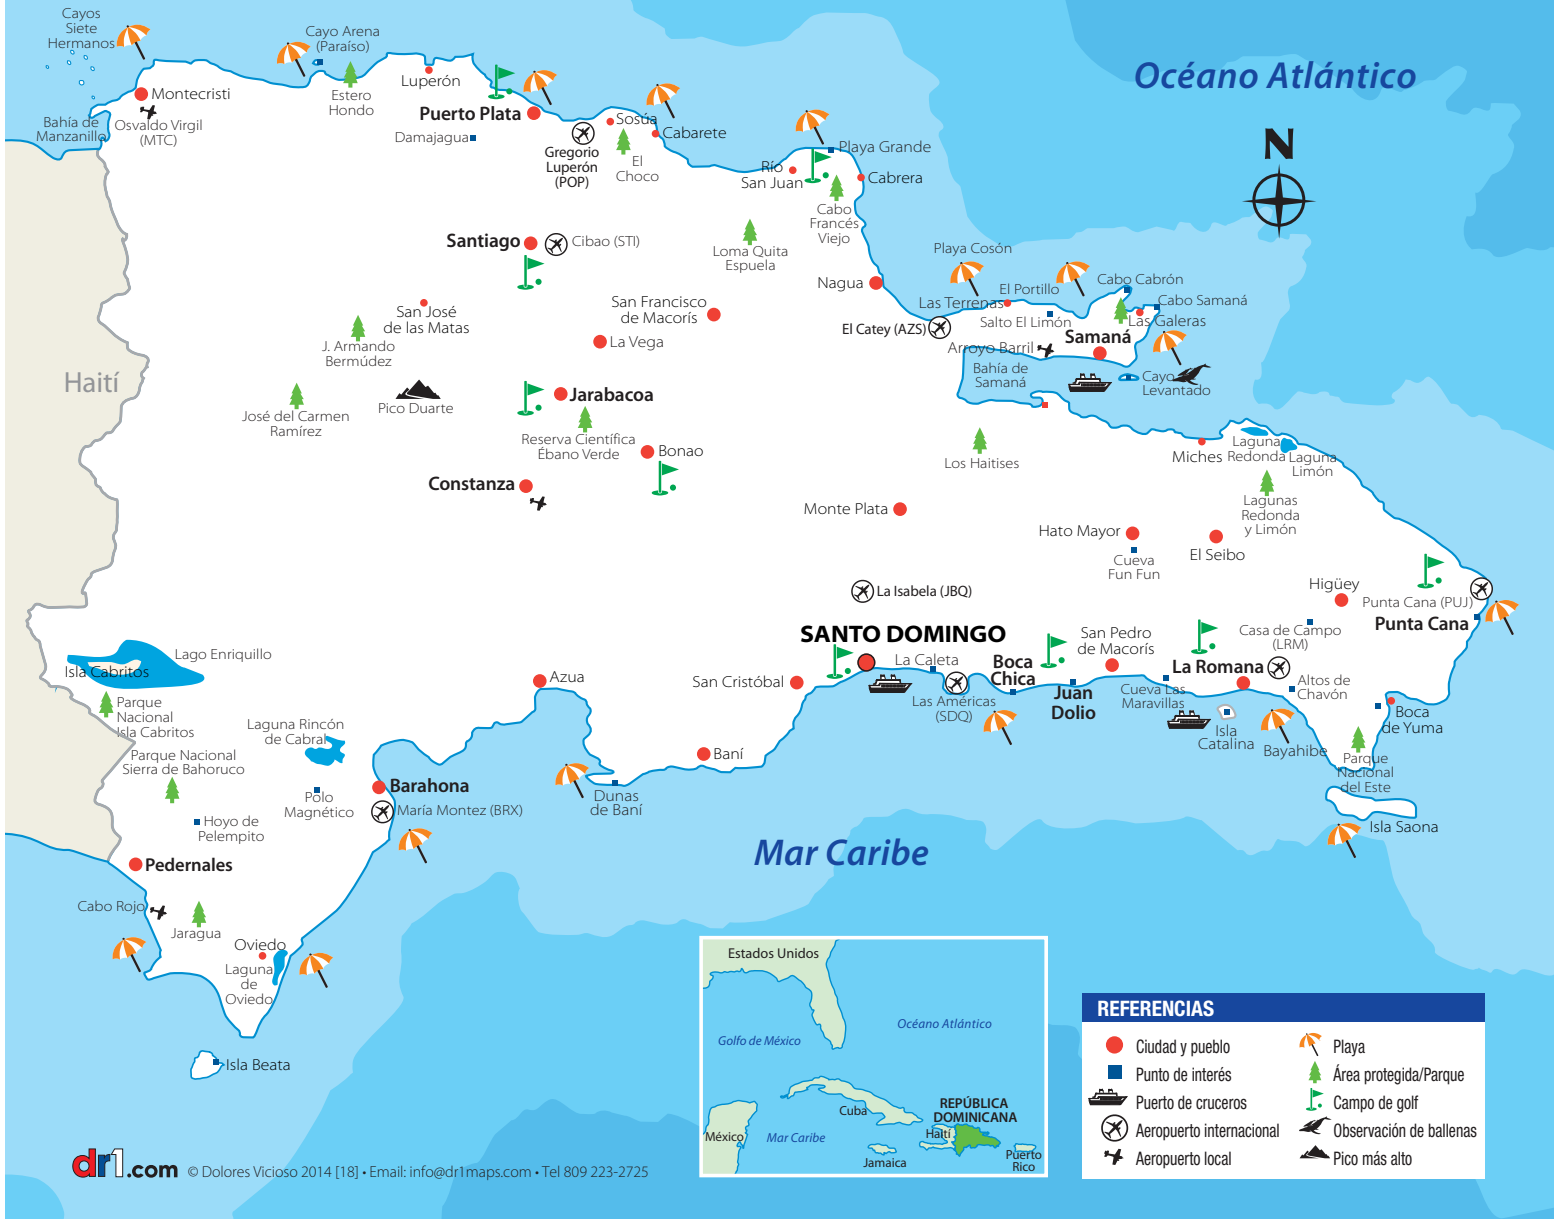 Cayos
Siete
Hermanos
Cayo Arena
(Paraíso)
Océano Atlántico
N
Luperón
Montecristi
Estero
Hondo
Puerto Plata
Bahía de
Manzanillo
Osvaldo Virgil
(MTC)
Damajagua
Sosúa
Cabarete
Gregorio
Luperón
(POP)
El
Choco
Playa Grande
Río
San Juan
Cabrera
Cabo
Francés
Viejo
Santiago
Cibao (STI)
Loma Quita
Espuela
Playa Cosón
Nagua
El Portillo
Cabo Cabrón
Las Terrenas
Cabo Samaná
Salto El Limón
Las Galeras
El Catey (AZS)
Samaná
Arroyo Barril
Bahía de
Samaná
Cayo
Levantado
San José
de las Matas
San Francisco
de Macorís
La Vega
J. Armando
Bermúdez
Haití
Pico Duarte
Jarabacoa
José del Carmen
Ramírez
Reserva Científica
Ébano Verde
Bonao
Constanza
Los Haitises
Miches
Laguna
Redonda
Laguna
Limón
Lagunas
Redonda
y Limón
Monte Plata
Hato Mayor
El Seibo
Cueva
Fun Fun
Higüey
Punta Cana (PUJ)
Punta Cana
La Isabela (JBQ)
SANTO DOMINGO
La Caleta
Boca
Chica
San Pedro
de Macorís
Casa de Campo
(LRM)
La Romana
Lago Enriquillo
Isla Cabritos
Azua
San Cristóbal
Las Américas
(SDQ)
Juan
Dolio
Cueva Las
Maravillas
Altos de
Chavón
Isla
Catalina
Bayahibe
Boca
de Yuma
Parque
Nacional
Isla Cabritos
Laguna Rincón
de Cabral
Parque Nacional
Sierra de Bahoruco
Baní
Parque
Nacional
del Este
Barahona
Polo
Magnético
María Montez (BRX)
Dunas
de Baní
Hoyo de
Pelempito
Isla Saona
Mar Caribe
Pedernales
Cabo Rojo
Jaragua
Oviedo
Laguna
de
Oviedo
Isla Beata
Estados Unidos
Océano Atlántico
Golfo de México
Cuba
REPÚBLICA
DOMINICANA
México
Mar Caribe
Haití
Jamaica
Puerto
Rico
REFERENCIAS
Ciudad y pueblo
Punto de interés
Puerto de cruceros
Aeropuerto internacional
Aeropuerto local
Playa
Área protegida/Parque
Campo de golf
Observación de ballenas
Pico más alto
dr1.com © Dolores Vicioso 2014 [18] • Email: info@dr1maps.com • Tel 809 223-2725